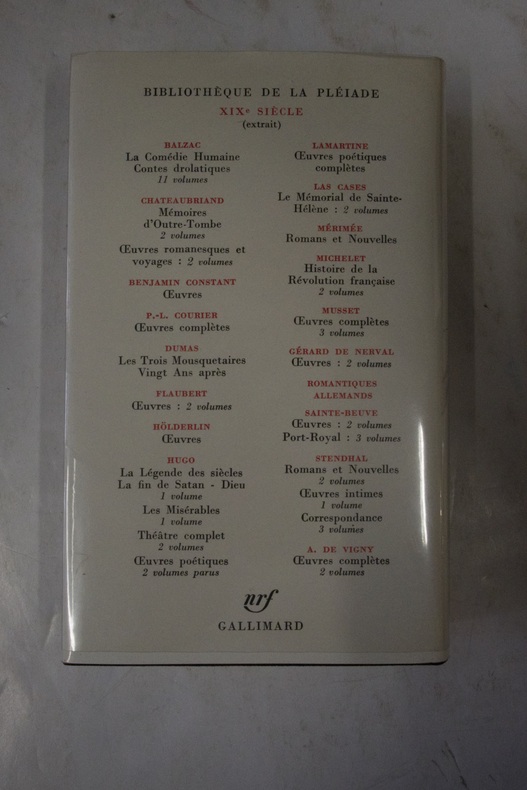 BIBLIOTHÈQUE DE LA PLÉIADE
XIXe SIÈCLE
(extrait)
BALZAC
La Comédie Humaine
Contes drolatiques
11 volumes
CHATEAUBRIAND
Mémoires
d'Outre-Tombe
2 volumes
Œuvres romanesques et
voyages : 2 volumes
BENJAMIN CONSTANT
Œuvres
P.-L. COURIER
Œuvres complètes
DUMAS
Les Trois Mousquetaires
Vingt Ans après
FLAUBERT
Œuvres : 2 volumes
HÖLDERLIN
Œuvres
HUGO
La Légende des siècles
La fin de Satan - Dieu
1 volume
Les Misérables
1 volume
Théâtre complet
2 volumes
Œuvres poétiques
2 volumes parus
LAMARTINE
Œuvres poétiques
complètes
LAS CASES
Le Mémorial de Sainte-
Hélène : 2 volumes
MÉRIMÉE
Romans et Nouvelles
MICHELET
Histoire de la
Révolution française
2 volumes
MUSSET
Œuvres complètes
3 volumes
GÉRARD DE NERVAL
Œuvres : 2 volumes
ROMANTIQUES
ALLEMANDS
SAINTE-BEUVE
Œuvres : 2 volumes
Port-Royal : 3 volumes
STENDHAL
Romans et Nouvelles
2 volumes
Œuvres intimes
1 volume
Correspondance
3 volumes
A. DE VIGNY
Œuvres complètes
2 volumes
nrf
GALLIMARD